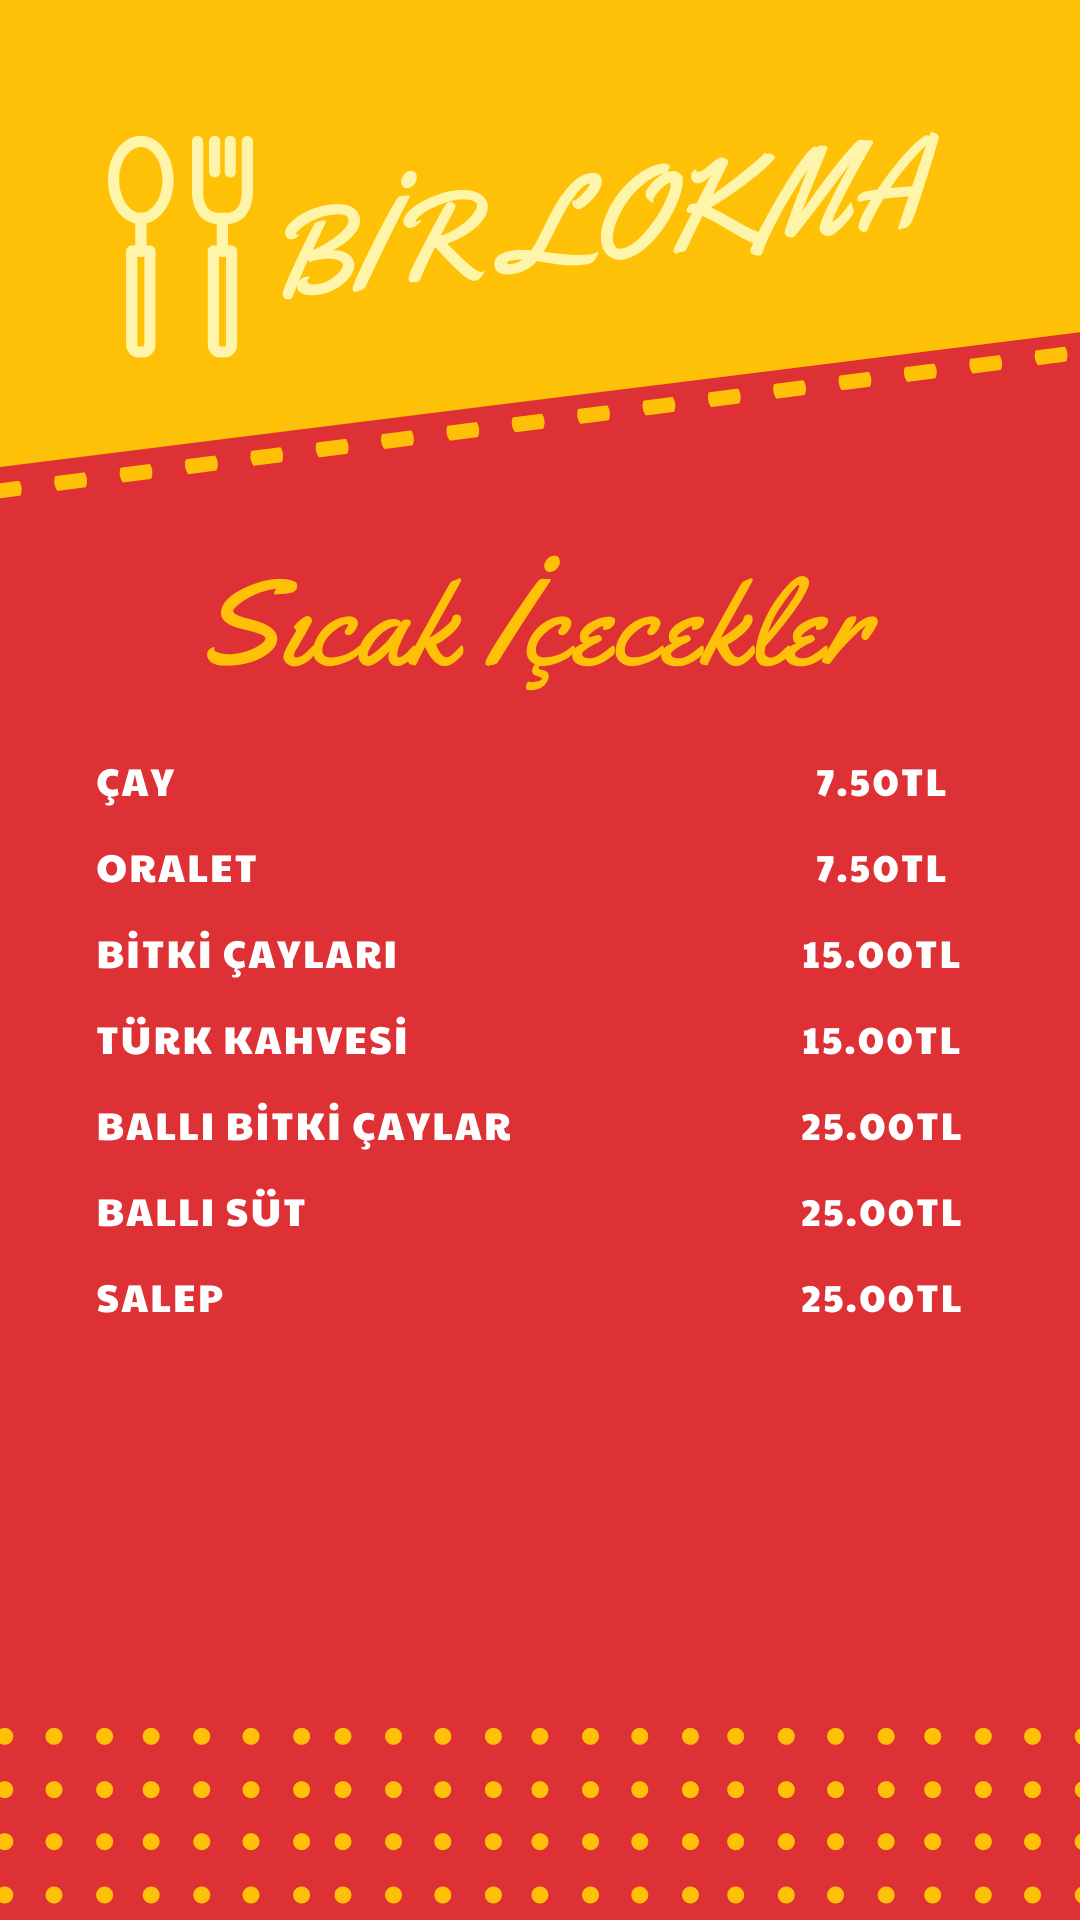 BİR LOKMA
Sıcak İçecekler
ÇAY 7.50TL
ORALET 7.50TL
BİTKİ ÇAYLARI 15.00TL
TÜRK KAHVESİ 15.00TL
BALLI BİTKİ ÇAYLAR 25.00TL
BALLI SÜT 25.00TL
SALEP 25.00TL